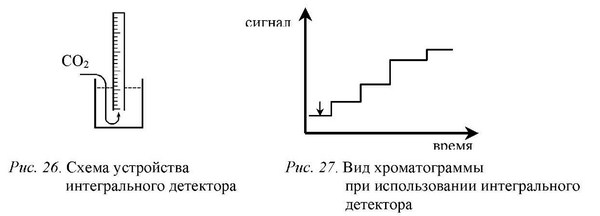 CO₂
Рис. 26. Схема устройства
интегрального детектора
сигнал
время
Рис. 27. Вид хроматограммы
при использовании интегрального
детектора